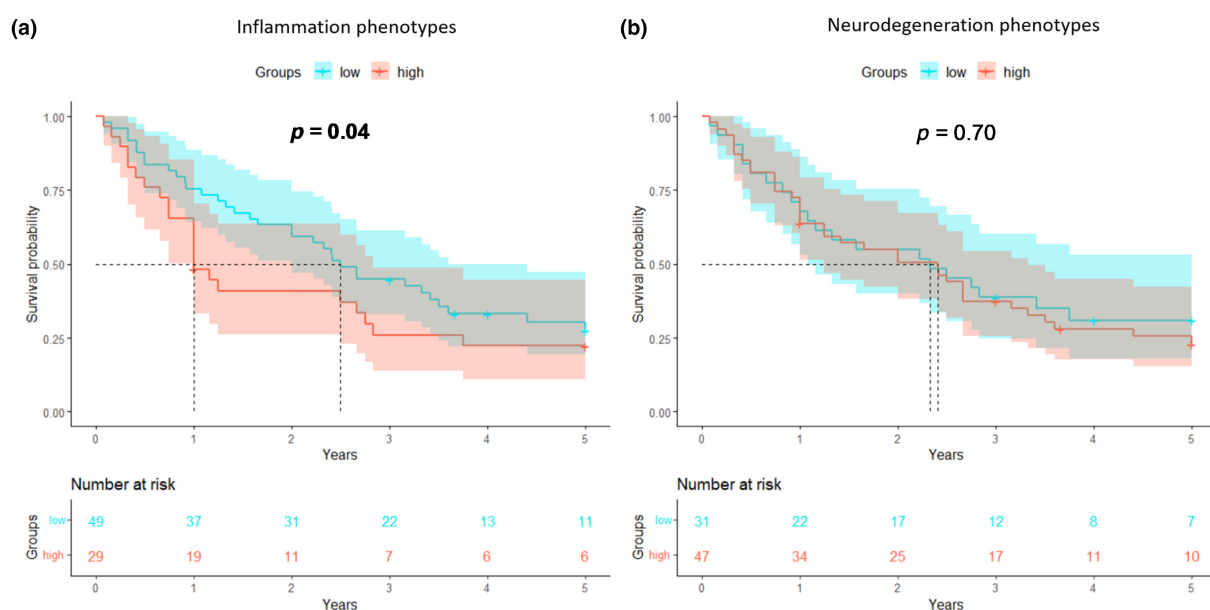 (a)
Inflammation phenotypes
Groups low high
p = 0.04
1.00
0.75
0.50
0.25
0.00
Survival probability
0 1 2 3 4 5
Years
Number at risk
Groups
low 49 37 31 22 13 11
high 29 19 11 7 6 6
0 1 2 3 4 5
Years
(b)
Neurodegeneration phenotypes
Groups low high
p = 0.70
1.00
0.75
0.50
0.25
0.00
Survival probability
0 1 2 3 4 5
Years
Number at risk
Groups
low 31 22 17 12 8 7
high 47 34 25 17 11 10
0 1 2 3 4 5
Years